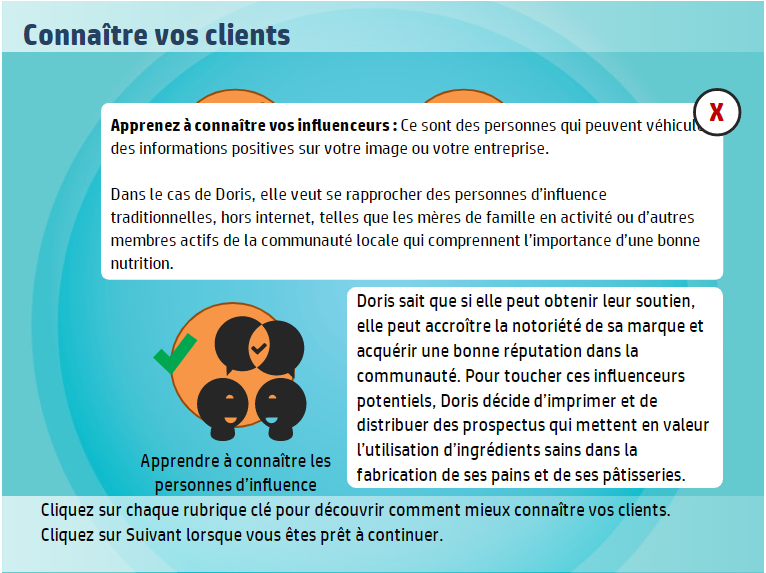 Connaître vos clients
X
Apprenez à connaître vos influenceurs : Ce sont des personnes qui peuvent
des informations positives sur votre image ou votre entreprise.
Dans le cas de Doris, elle veut se rapprocher des personnes d’influence
traditionnelles, hors internet, telles que les mères de famille en activité ou d’autres
membres actifs de la communauté locale qui comprennent l’importance d’une bonne
nutrition.
Doris sait que si elle peut obtenir leur soutien,
elle peut accroître la notoriété de sa marque et
acquérir une bonne réputation dans la
communauté. Pour toucher ces influenceurs
potentiels, Doris décide d’imprimer et de
distribuer des prospectus qui mettent en valeur
l’utilisation d’ingrédients sains dans la
fabrication de ses pains et de ses pâtisseries.
Apprendre à connaître les
personnes d’influence
Cliquez sur chaque rubrique clé pour découvrir comment mieux connaître vos clients.
Cliquez sur Suivant lorsque vous êtes prêt à continuer.